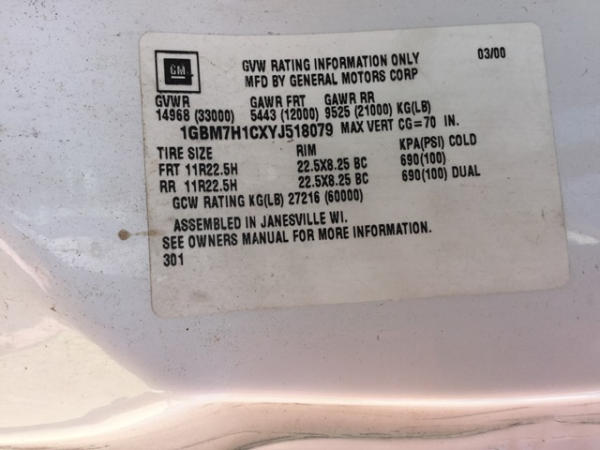 GM
GVW RATING INFORMATION ONLY 03/00
MFD BY GENERAL MOTORS CORP
GVWR GAWR FRT GAWR RR
14968 (33000) 5443 (12000) 9525 (21000) KG(LB)
1GBM7H1CXYJ518079 MAX VERT CG=70 IN.
TIRE SIZE RIM KPA(PSI) COLD
FRT 11R22.5H 22.5X8.25 BC 690(100)
RR 11R22.5H 22.5X8.25 BC 690(100) DUAL
GCW RATING KG(LB) 27216 (60000)
ASSEMBLED IN JANESVILLE WI.
SEE OWNERS MANUAL FOR MORE INFORMATION.
301